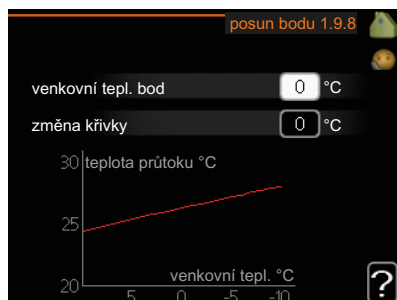 posun bodu 1.9.8
venkovní tepl. bod 0 °C
změna křivky 0 °C
30 teplota průtoku °C
25
venkovní tepl. °C
20
5 0 -5 -10
?